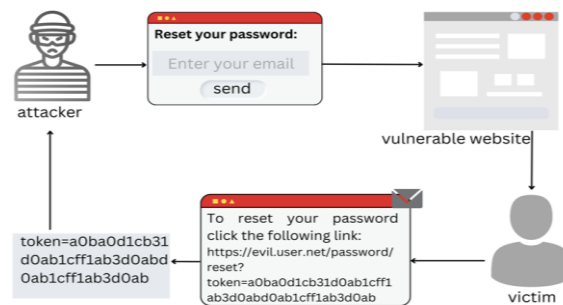 Reset your password:
Enter your email
send
attacker
vulnerable website
To reset your password
click the following link:
https://evil.user.net/password/
reset?
token=a0ba0d1cb31d0ab1cff1
ab3d0abd0ab1cff1ab3d0ab
victim
token=a0ba0d1cb31
d0ab1cff1ab3d0abd
0ab1cff1ab3d0ab